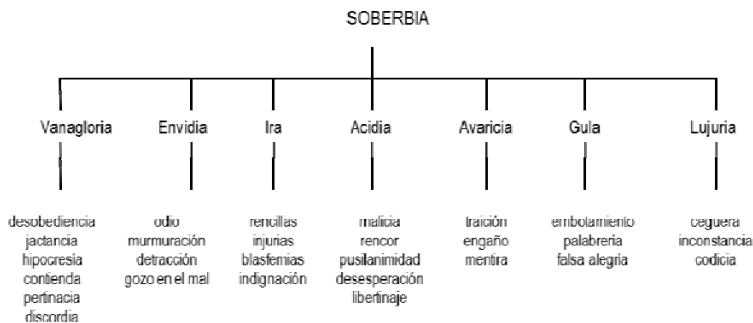 SOBERBIA
Vanagloria Envidia Ira Acidia Avaricia Gula Lujuria
desobediencia
jactancia
hipocresia
contienda
pertinacia
discordia
odio
murmuración
detracción
gozo en el mal
rencillas
injurias
blasfemias
indignación
malicia
rencor
pusilanimidad
desesperación
libertinaje
traición
engaño
mentira
embotamiento
palabrería
falsa alegria
ceguera
inconstancia
codicia